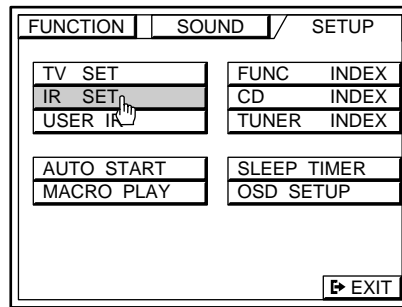 FUNCTION SOUND SETUP
TV SET FUNC INDEX
IR SET CD INDEX
USER IR TUNER INDEX
AUTO START SLEEP TIMER
MACRO PLAY OSD SETUP
EXIT